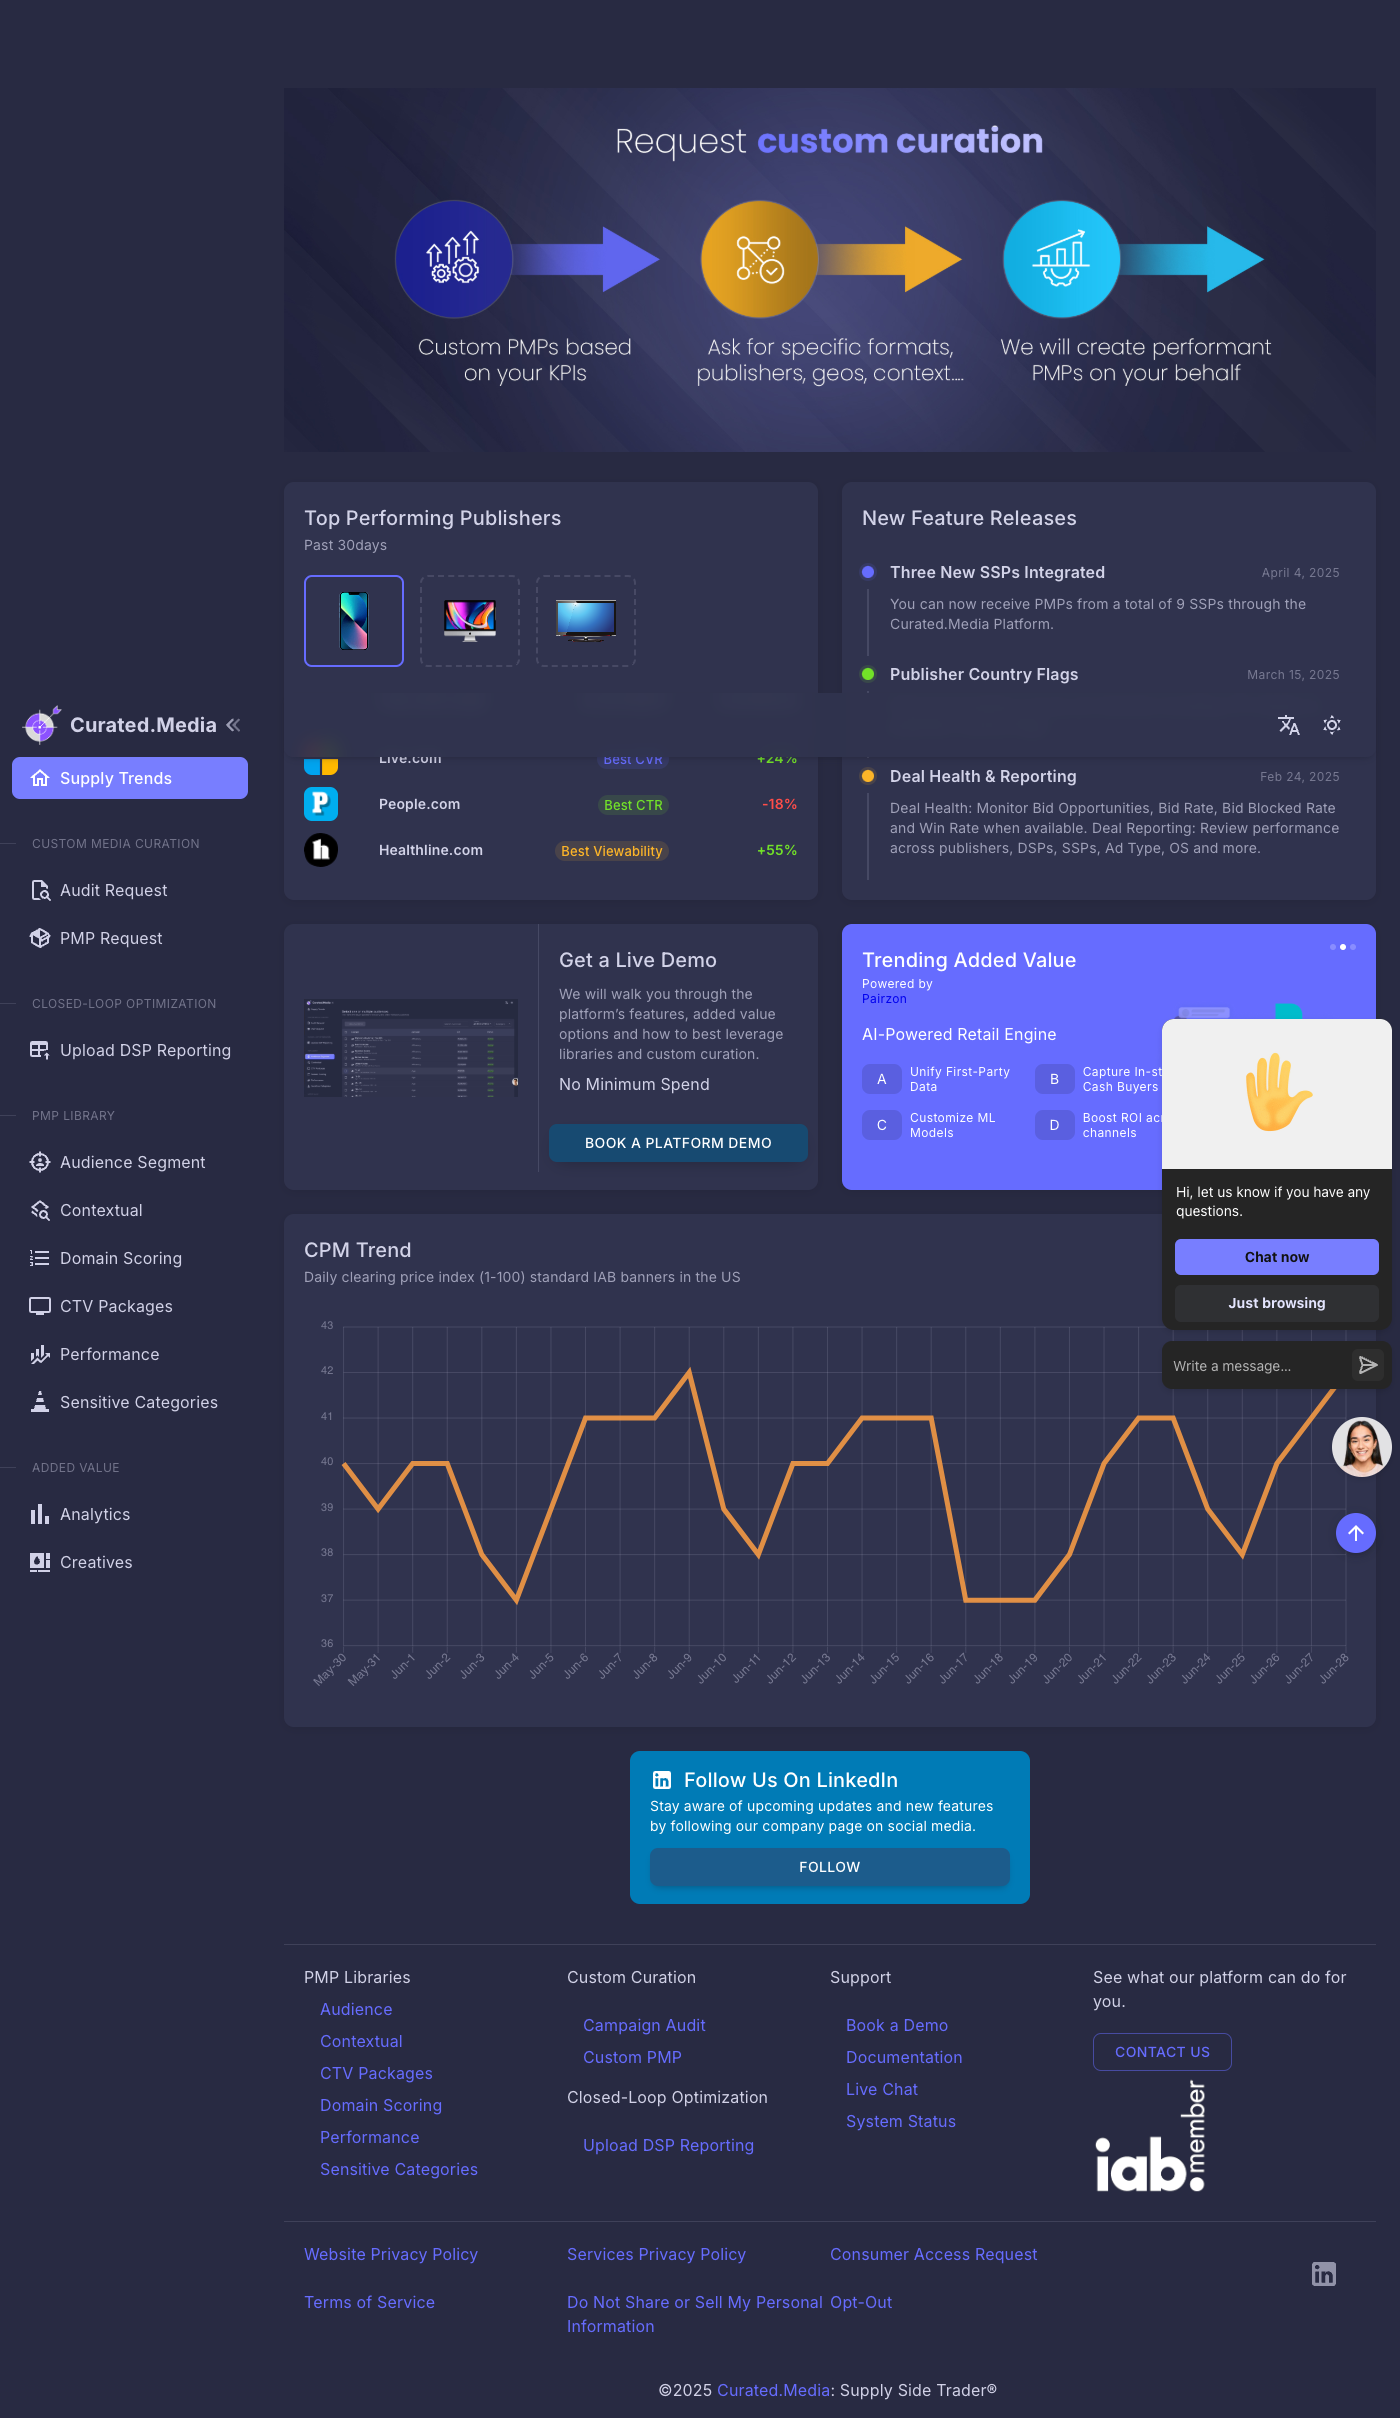 Request custom curation
Custom PMPs based
on your KPIs
Ask for specific formats,
publishers, geos, context....
We will create performant
PMPs on your behalf
Top Performing Publishers
Past 30days
Live.com
Best CVR
+24%
People.com
Best CTR
-18%
Healthline.com
Best Viewability
+55%
New Feature Releases
Three New SSPs Integrated
April 4, 2025
You can now receive PMPs from a total of 9 SSPs through the
Curated.Media Platform.
Publisher Country Flags
March 15, 2025
Deal Health & Reporting
Feb 24, 2025
Deal Health: Monitor Bid Opportunities, Bid Rate, Bid Blocked Rate
and Win Rate when available. Deal Reporting: Review performance
across publishers, DSPs, SSPs, Ad Type, OS and more.
Curated.Media
Supply Trends
CUSTOM MEDIA CURATION
Audit Request
PMP Request
CLOSED-LOOP OPTIMIZATION
Upload DSP Reporting
PMP LIBRARY
Audience Segment
Contextual
Domain Scoring
CTV Packages
Performance
Sensitive Categories
ADDED VALUE
Analytics
Creatives
Get a Live Demo
We will walk you through the
platform's features, added value
options and how to best leverage
libraries and custom curation.
No Minimum Spend
BOOK A PLATFORM DEMO
Trending Added Value
Powered by
Pairzon
AI-Powered Retail Engine
A
Unify First-Party
Data
B
Capture In-st
Cash Buyers
C
Customize ML
Models
D
Boost ROI acr
channels
Hi, let us know if you have any
questions.
Chat now
Just browsing
Write a message...
CPM Trend
Daily clearing price index (1-100) standard IAB banners in the US
43
42
41
40
39
38
37
36
May-30
May-31
Jun-1
Jun-2
Jun-3
Jun-4
Jun-5
Jun-6
Jun-7
Jun-8
Jun-9
Jun-10
Jun-11
Jun-12
Jun-13
Jun-14
Jun-15
Jun-16
Jun-17
Jun-18
Jun-19
Jun-20
Jun-21
Jun-22
Jun-23
Jun-24
Jun-25
Jun-26
Jun-27
Jun-28
Follow Us On LinkedIn
Stay aware of upcoming updates and new features
by following our company page on social media.
FOLLOW
PMP Libraries
Audience
Contextual
CTV Packages
Domain Scoring
Performance
Sensitive Categories
Custom Curation
Campaign Audit
Custom PMP
Closed-Loop Optimization
Upload DSP Reporting
Support
Book a Demo
Documentation
Live Chat
System Status
See what our platform can do for
you.
CONTACT US
iab.
member
Website Privacy Policy
Services Privacy Policy
Consumer Access Request
Terms of Service
Do Not Share or Sell My Personal
Information
Opt-Out
©2025 Curated.Media: Supply Side Trader®